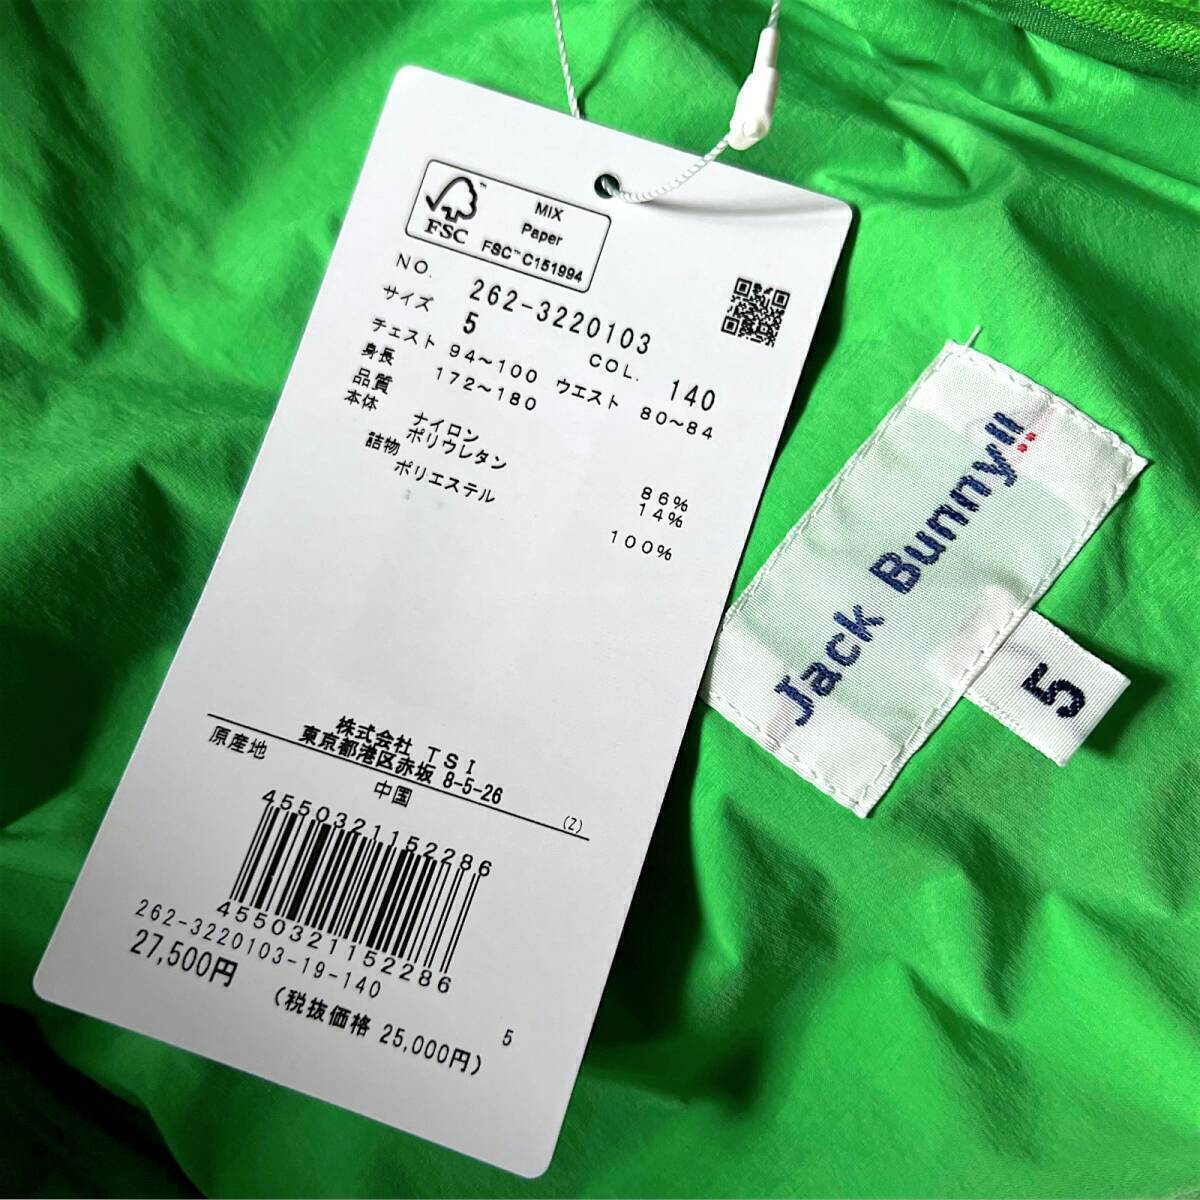 FSC™
MIX
Paper
FSC™ C151994
NO. 262-3220103
サイズ 5 COL. 140
チェスト 94～100 ウエスト 80～84
身長 172～180
品質
本体
ナイロン 86%
ポリウレタン 14%
詰物
ポリエステル 100%
株式会社 TSI
東京都港区赤坂 8-5-26
原産地 中国 (Z)
4550321152286
4550321152286
262-3220103-19-140
27,500円 5
(税抜価格 25,000円)
Jack Bunny!!
5